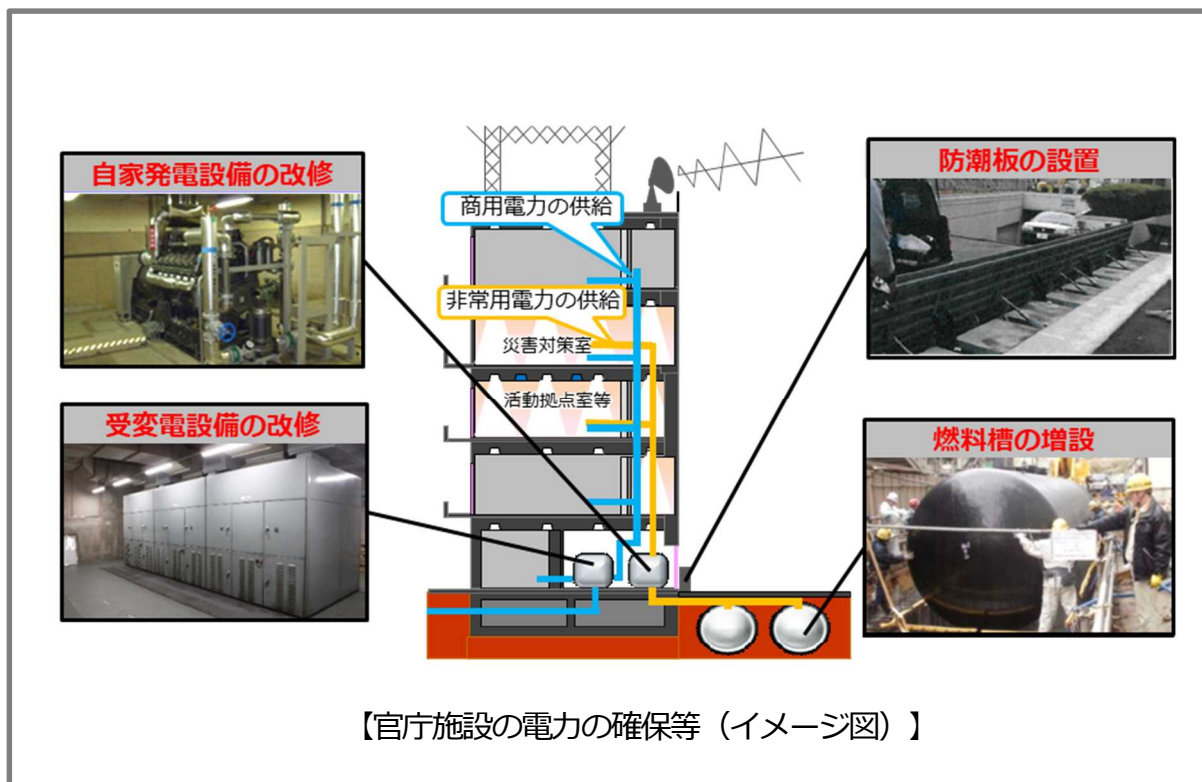 自家発電設備の改修
防潮板の設置
商用電力の供給
非常用電力の供給
災害対策室
活動拠点室等
受変電設備の改修
燃料槽の増設
【官庁施設の電力の確保等（イメージ図）】